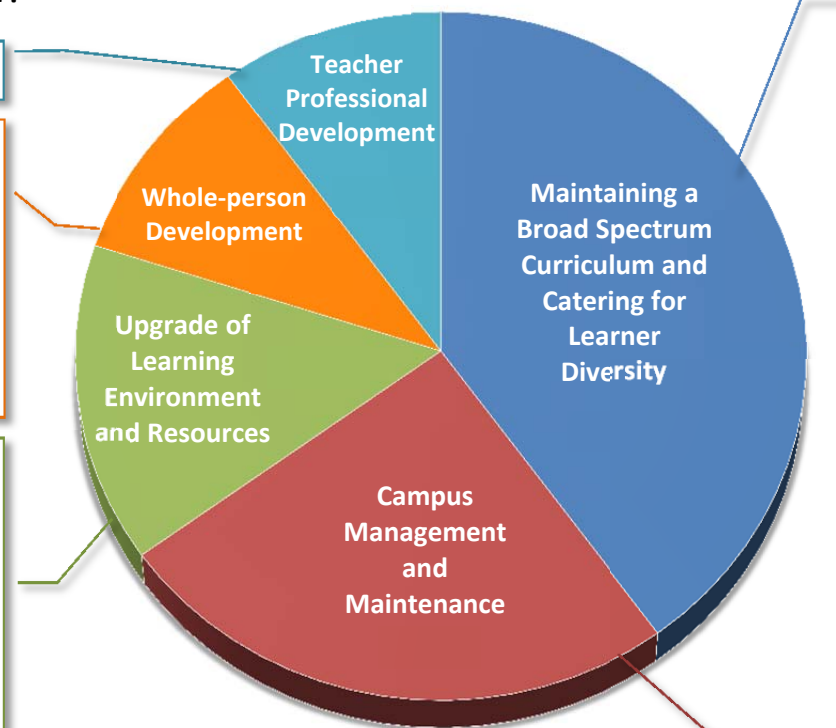 Teacher
Professional
Development
Whole-person
Development
Maintaining a
Broad Spectrum
Curriculum and
Catering for
Learner
Diversity
Upgrade of
Learning
Environment
and Resources
Campus
Management
and
Maintenance